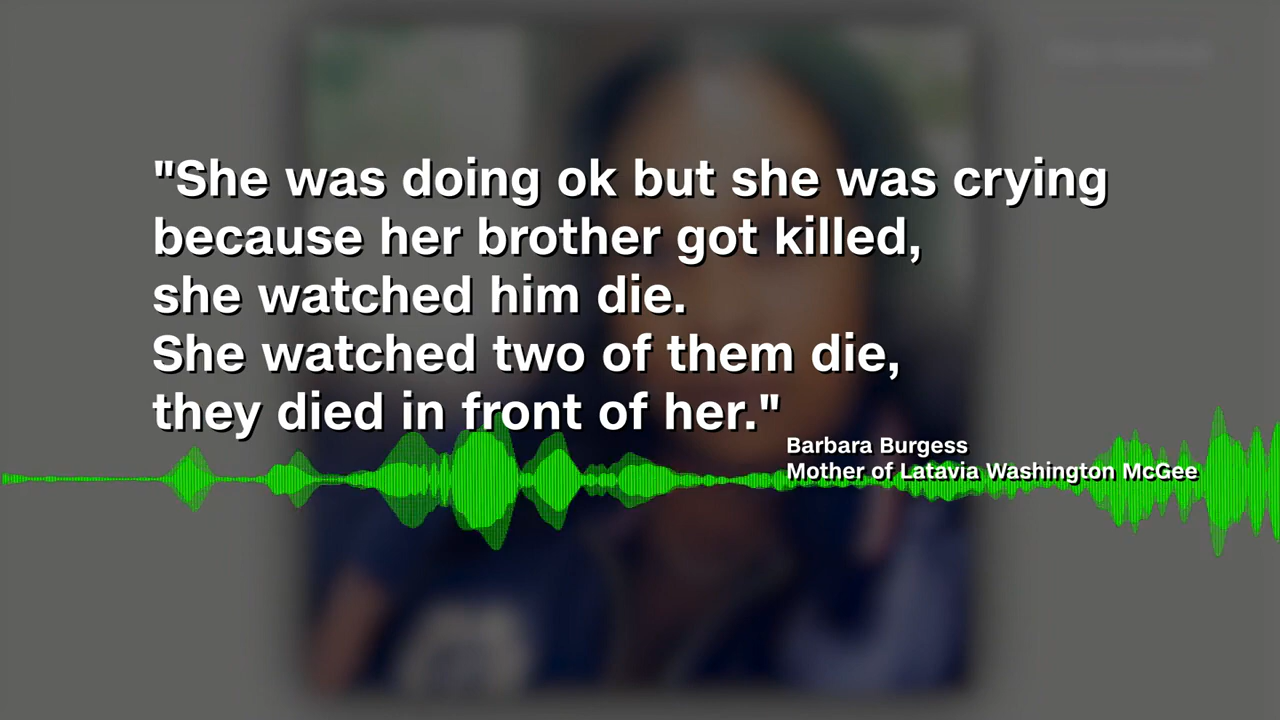 "She was doing ok but she was crying
because her brother got killed,
she watched him die.
She watched two of them die,
they died in front of her."
Barbara Burgess
Mother of Latavia Washington McGee